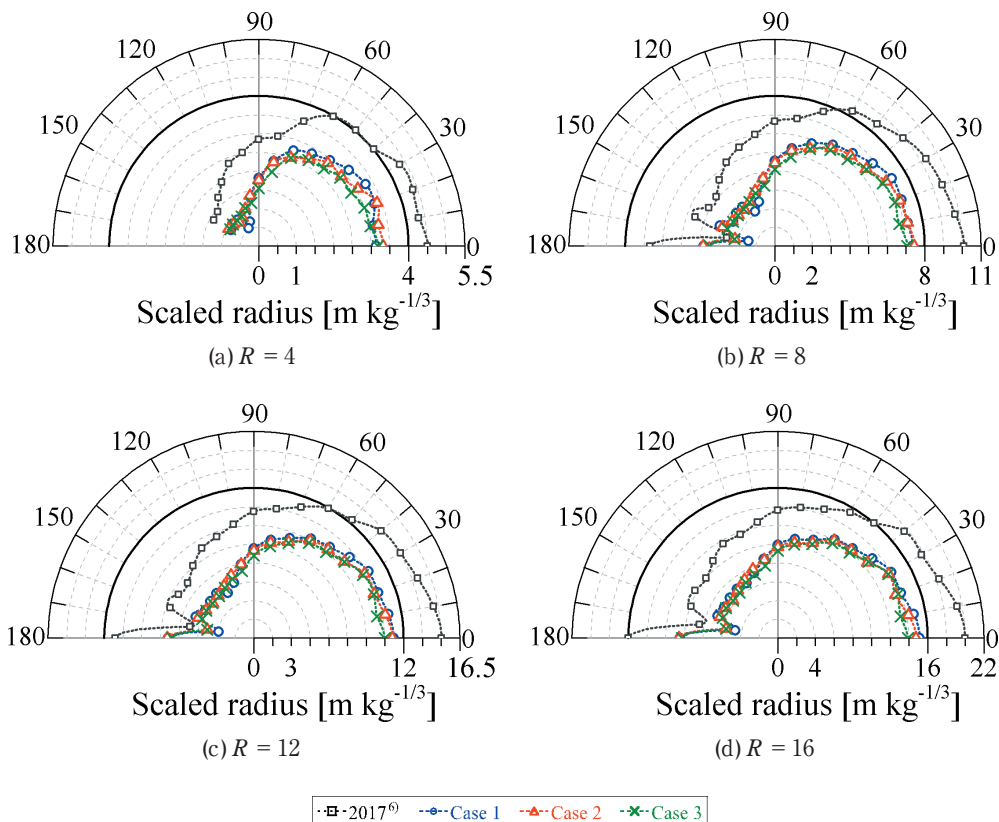 90
120
60
150
30
180
0
0 1 4 5.5
Scaled radius [m kg-1/3]
(a) R = 4
90
120
60
150
30
180
0
0 2 8 11
Scaled radius [m kg-1/3]
(b) R = 8
90
120
60
150
30
180
0
0 3 12 16.5
Scaled radius [m kg-1/3]
(c) R = 12
90
120
60
150
30
180
0
0 4 16 22
Scaled radius [m kg-1/3]
(d) R = 16
20176) Case 1 Case 2 Case 3